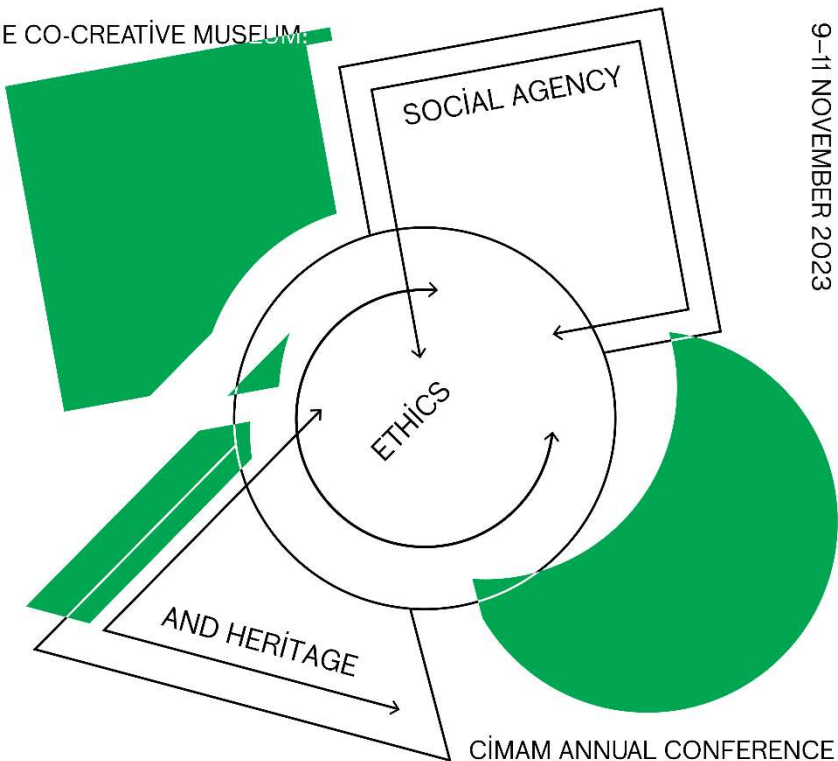 E CO-CREATİVE MUSEUM:
9–11 NOVEMBER 2023
SOCİAL AGENCY
ETHİCS
AND HERİTAGE
CİMAM ANNUAL CONFERENCE